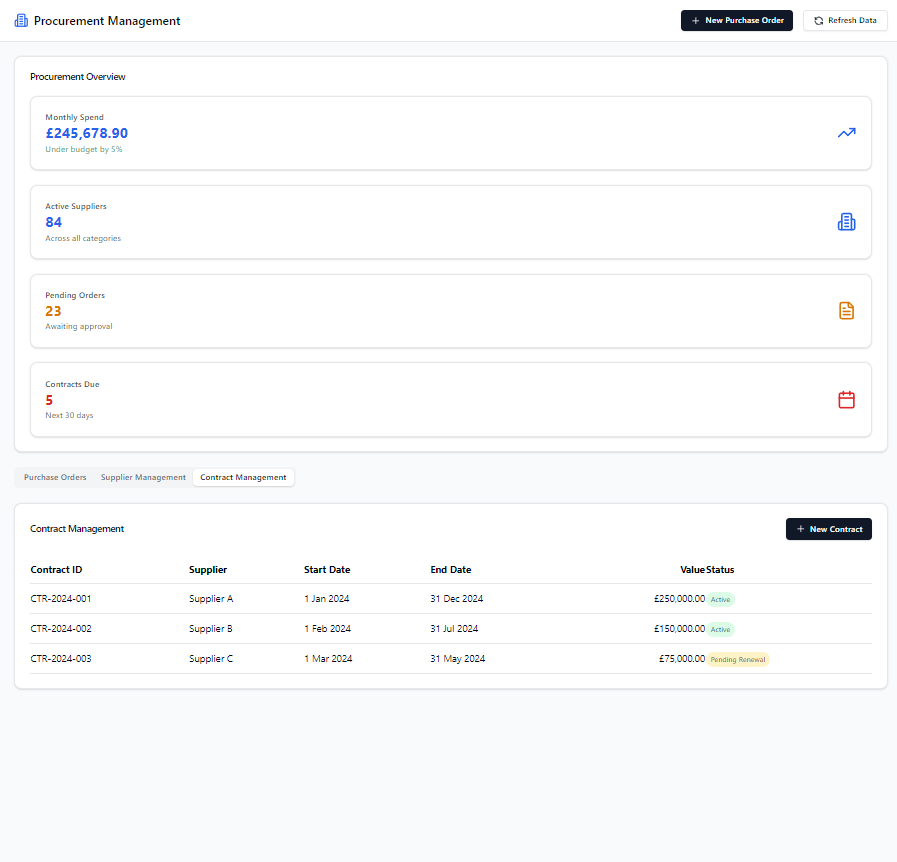 Procurement Management
New Purchase Order
Refresh Data
Procurement Overview
Monthly Spend
£245,678.90
Under budget by 5%
Active Suppliers
84
Across all categories
Pending Orders
23
Awaiting approval
Contracts Due
5
Next 30 days
Purchase Orders Supplier Management Contract Management
Contract Management
New Contract
Contract ID Supplier Start Date End Date Value Status
CTR-2024-001 Supplier A 1 Jan 2024 31 Dec 2024 £250,000.00 Active
CTR-2024-002 Supplier B 1 Feb 2024 31 Jul 2024 £150,000.00 Active
CTR-2024-003 Supplier C 1 Mar 2024 31 May 2024 £75,000.00 Pending Renewal